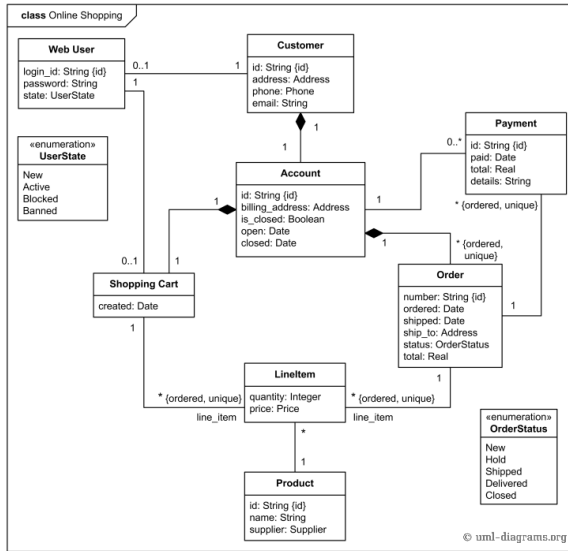 class Online Shopping
Web User
login_id: String {id}
password: String
state: UserState
0..1
1
1
Customer
id: String {id}
address: Address
phone: Phone
email: String
1
1
«enumeration»
UserState
New
Active
Blocked
Banned
Account
id: String {id}
billing_address: Address
is_closed: Boolean
open: Date
closed: Date
1
1
1
0..*
Payment
id: String {id}
paid: Date
total: Real
details: String
* {ordered, unique}
* {ordered,
unique}
0..1
1
Shopping Cart
created: Date
1
Order
number: String {id}
ordered: Date
shipped: Date
ship_to: Address
status: OrderStatus
total: Real
1
1
LineItem
quantity: Integer
price: Price
* {ordered, unique}
line_item
* {ordered, unique}
line_item
*
1
«enumeration»
OrderStatus
New
Hold
Shipped
Delivered
Closed
Product
id: String {id}
name: String
supplier: Supplier
© uml-diagrams.org